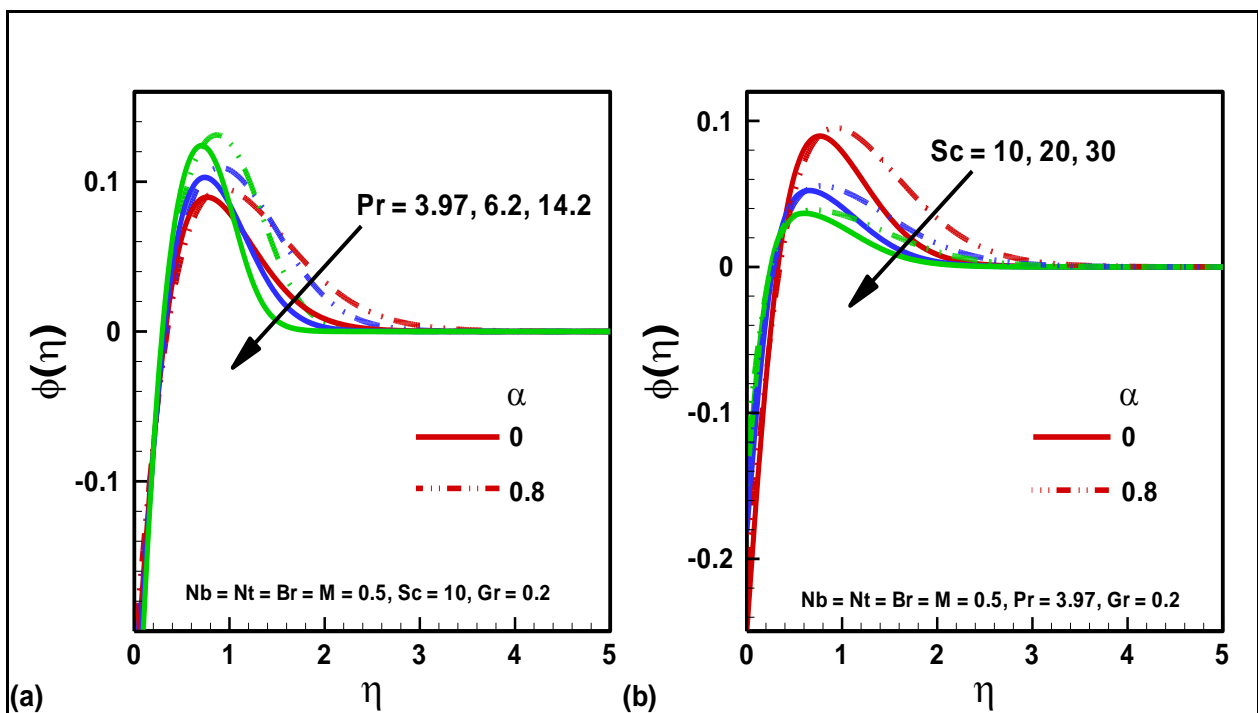 0.1
0
-0.1
ϕ(η)
Pr = 3.97, 6.2, 14.2
α
0
0.8
Nb = Nt = Br = M = 0.5, Sc = 10, Gr = 0.2
0 1 2 3 4 5
η
(a)
0.1
0
-0.1
-0.2
ϕ(η)
Sc = 10, 20, 30
α
0
0.8
Nb = Nt = Br = M = 0.5, Pr = 3.97, Gr = 0.2
0 1 2 3 4 5
η
(b)